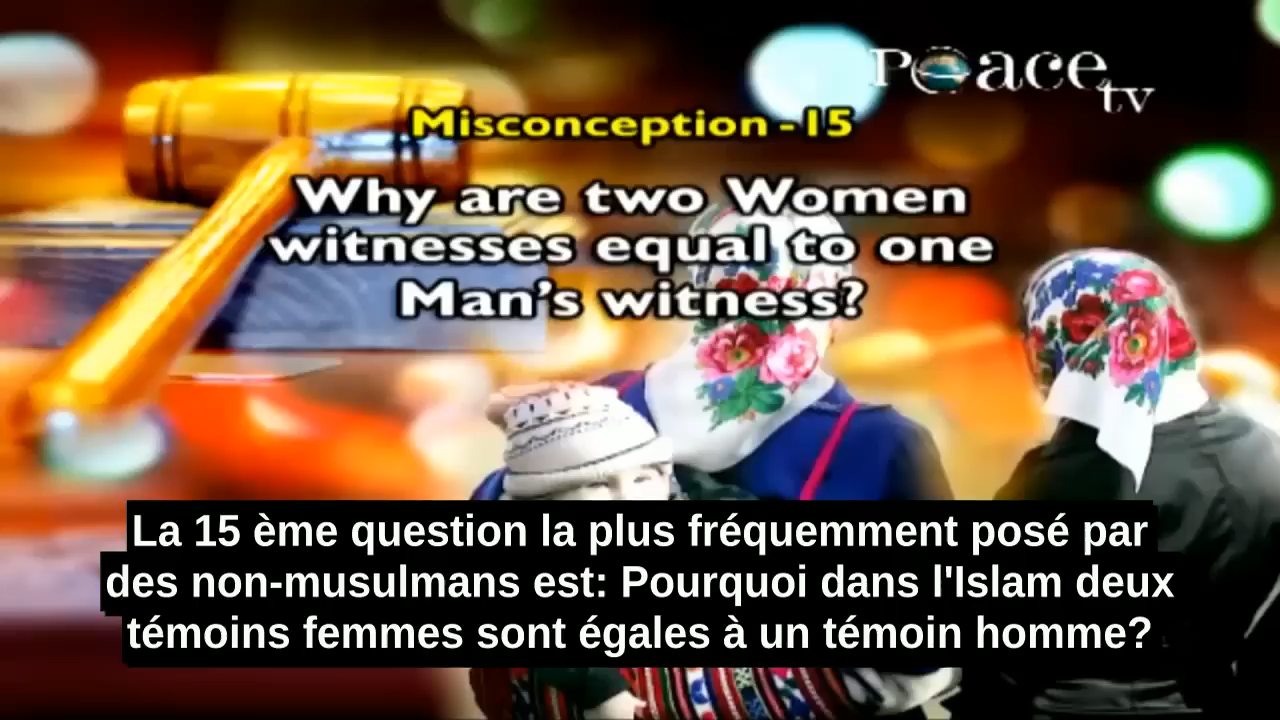 Peace
tv
Misconception - 15
Why are two Women
witnesses equal to one
Man's witness?
La 15 ème question la plus fréquemment posé par
des non-musulmans est: Pourquoi dans l'Islam deux
témoins femmes sont égales à un témoin homme?